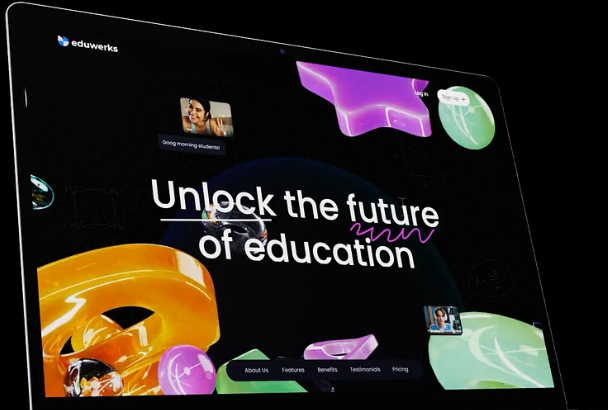 eduwerks
Log in
Sign up
Goog morning students!
Unlock the future
of education
About Us Features Benefits Testimonials Pricing